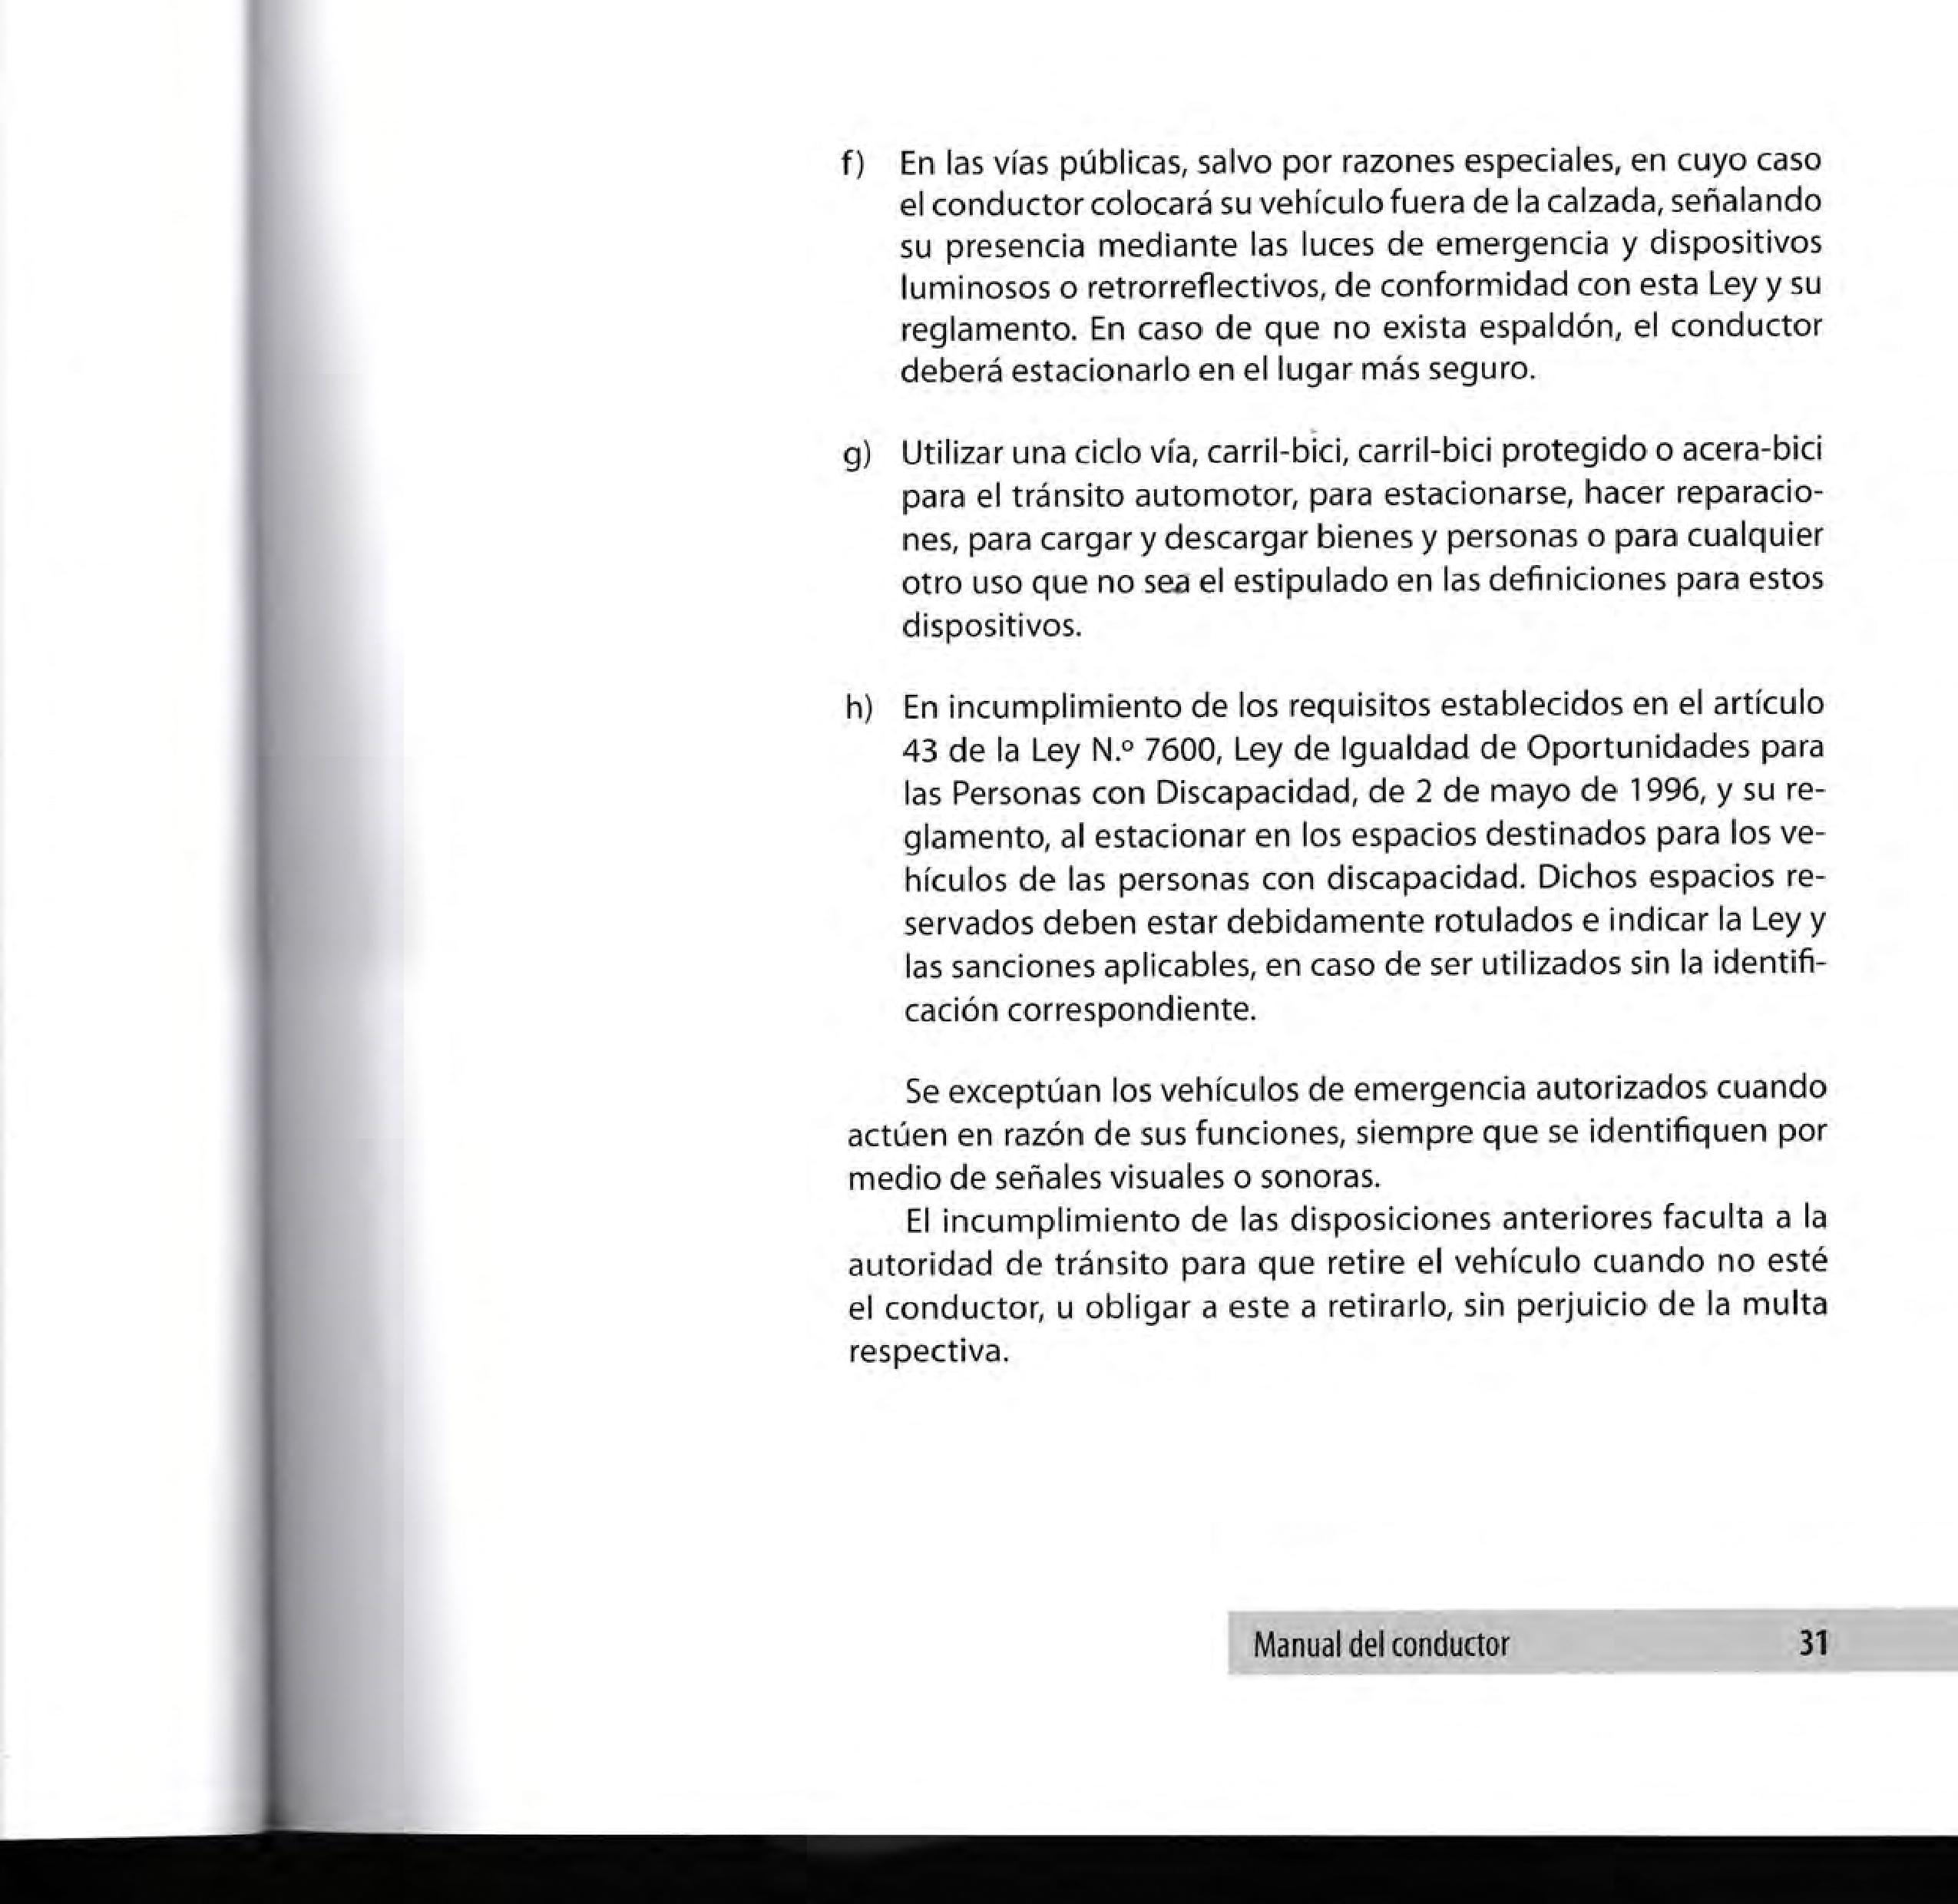 f) En las vías públicas, salvo por razones especiales, en cuyo caso
el conductor colocará su vehículo fuera de la calzada, señalando
su presencia mediante las luces de emergencia y dispositivos
luminosos o retrorreflectivos, de conformidad con esta Ley y su
reglamento. En caso de que no exista espaldón, el conductor
deberá estacionarlo en el lugar más seguro.
g) Utilizar una ciclo vía, carril-bici, carril-bici protegido o acera-bici
para el tránsito automotor, para estacionarse, hacer reparacio-
nes, para cargar y descargar bienes y personas o para cualquier
otro uso que no sea el estipulado en las definiciones para estos
dispositivos.
h) En incumplimiento de los requisitos establecidos en el artículo
43 de la Ley N.º 7600, Ley de Igualdad de Oportunidades para
las Personas con Discapacidad, de 2 de mayo de 1996, y su re-
glamento, al estacionar en los espacios destinados para los ve-
hículos de las personas con discapacidad. Dichos espacios re-
servados deben estar debidamente rotulados e indicar la Ley y
las sanciones aplicables, en caso de ser utilizados sin la identifi-
cación correspondiente.
Se exceptúan los vehículos de emergencia autorizados cuando
actúen en razón de sus funciones, siempre que se identifiquen por
medio de señales visuales o sonoras.
El incumplimiento de las disposiciones anteriores faculta a la
autoridad de tránsito para que retire el vehículo cuando no esté
el conductor, u obligar a este a retirarlo, sin perjuicio de la multa
respectiva.
Manual del conductor 31